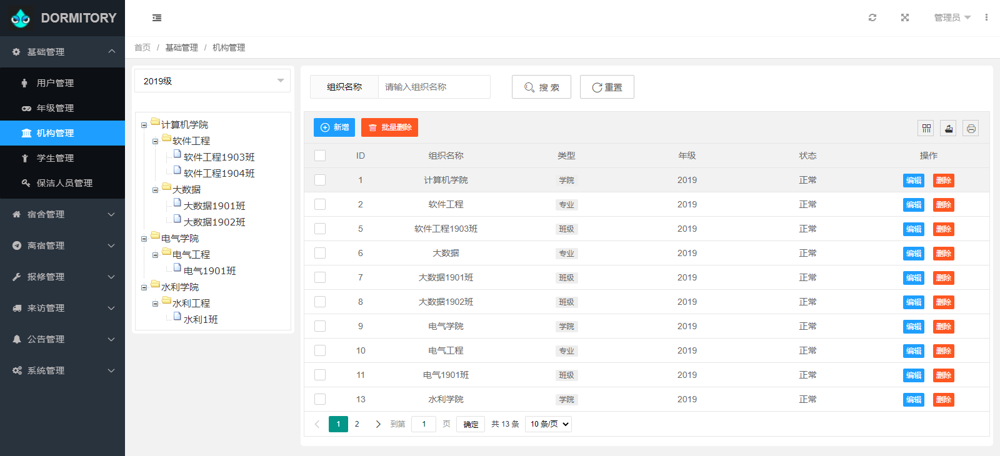 DORMITORY
管理员
首页 / 基础管理 / 机构管理
基础管理
用户管理
年级管理
机构管理
学生管理
保洁人员管理
宿舍管理
离宿管理
报修管理
来访管理
公告管理
系统管理
2019级
计算机学院
软件工程
软件工程1903班
软件工程1904班
大数据
大数据1901班
大数据1902班
电气学院
电气工程
电气1901班
水利学院
水利工程
水利1班
组织名称 请输入组织名称 搜 索 重置
新增 批量删除
ID 组织名称 类型 年级 状态 操作
1 计算机学院 学院 2019 正常 编辑 删除
2 软件工程 专业 2019 正常 编辑 删除
5 软件工程1903班 班级 2019 正常 编辑 删除
6 大数据 专业 2019 正常 编辑 删除
7 大数据1901班 班级 2019 正常 编辑 删除
8 大数据1902班 班级 2019 正常 编辑 删除
9 电气学院 学院 2019 正常 编辑 删除
10 电气工程 专业 2019 正常 编辑 删除
11 电气1901班 班级 2019 正常 编辑 删除
13 水利学院 学院 2019 正常 编辑 删除
1 2 到第 1 页 确定 共 13 条 10 条/页